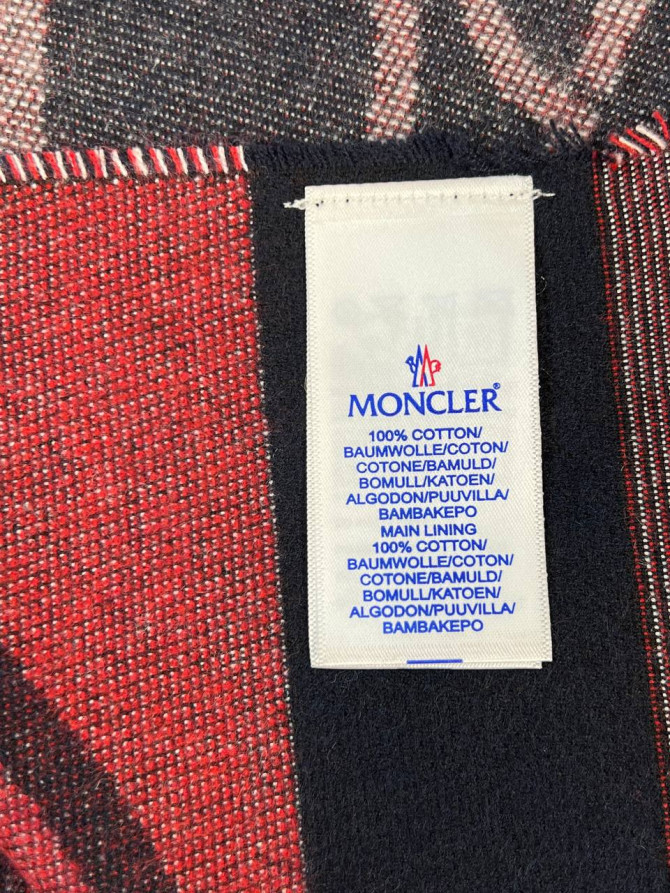 MONCLER®
100% COTTON/
BAUMWOLLE/COTON/
COTONE/BAMULD/
BOMULL/KATOEN/
ALGODON/PUUVILLA/
BAMBAKEPO
MAIN LINING
100% COTTON/
BAUMWOLLE/COTON/
COTONE/BAMULD/
BOMULL/KATOEN/
ALGODON/PUUVILLA/
BAMBAKEPO